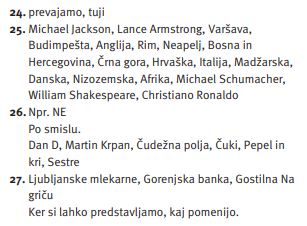 24. prevajamo, tuji
25. Michael Jackson, Lance Armstrong, Varšava,
Budimpešta, Anglija, Rim, Neapelj, Bosna in
Hercegovina, Črna gora, Hrvaška, Italija, Madžarska,
Danska, Nizozemska, Afrika, Michael Schumacher,
William Shakespeare, Christiano Ronaldo
26. Npr. NE
Po smislu.
Dan D, Martin Krpan, Čudežna polja, Čuki, Pepel in
kri, Sestre
27. Ljubljanske mlekarne, Gorenjska banka, Gostilna Na
griču
Ker si lahko predstavljamo, kaj pomenijo.